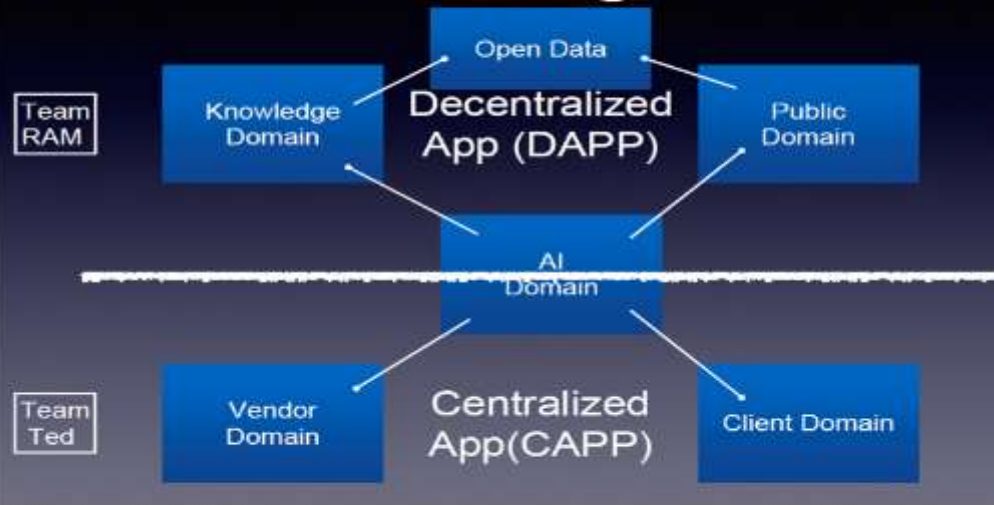 Open Data
Team
RAM
Knowledge
Domain
Decentralized
App (DAPP)
Public
Domain
AI
Domain
Team
Ted
Vendor
Domain
Centralized
App(CAPP)
Client Domain